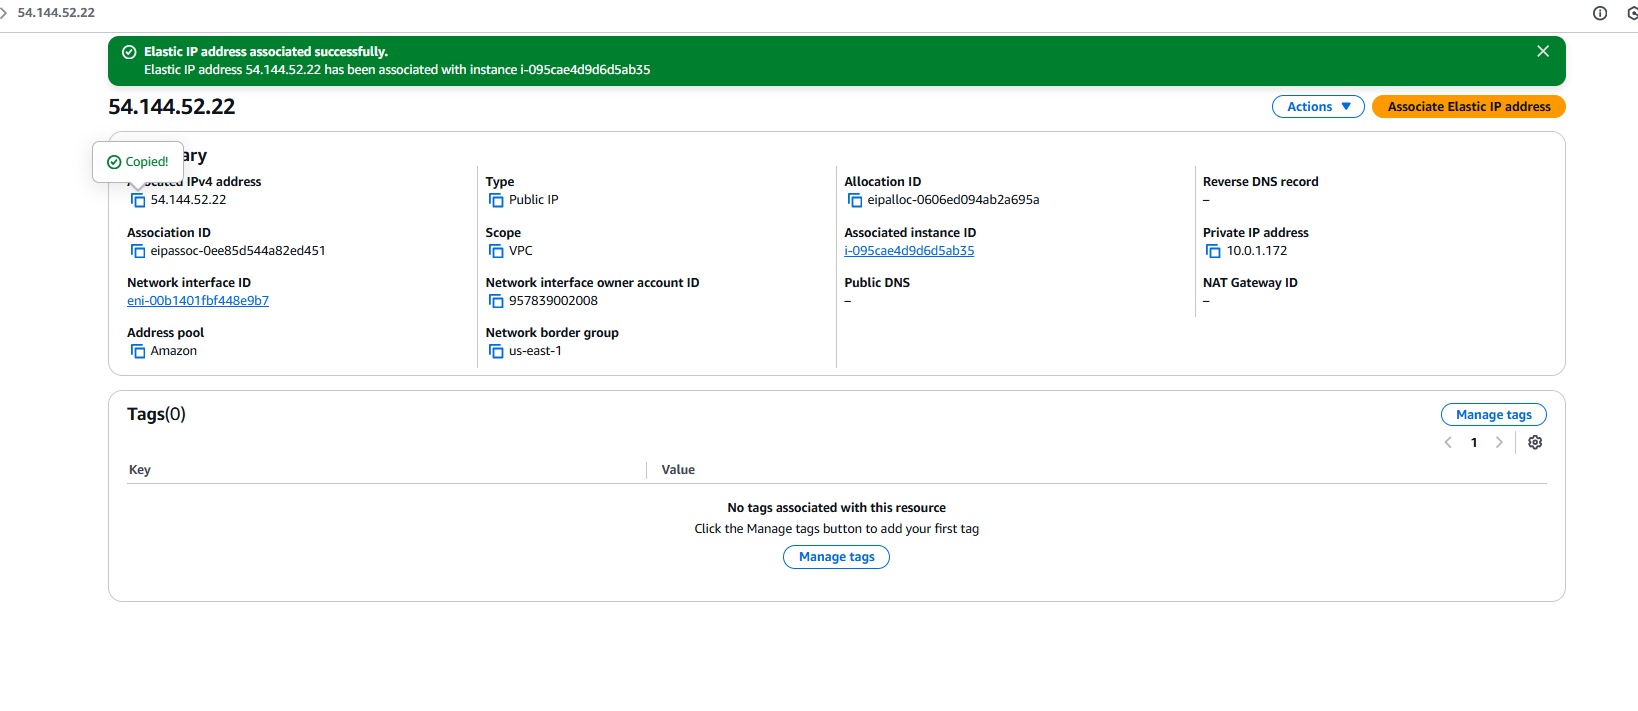 54.144.52.22
Elastic IP address associated successfully.
Elastic IP address 54.144.52.22 has been associated with instance i-095cae4d9d6d5ab35
54.144.52.22
Actions
Associate Elastic IP address
Copied!
Allocated IPv4 address
54.144.52.22
Type
Public IP
Allocation ID
eipalloc-0606ed094ab2a695a
Reverse DNS record
–
Association ID
eipassoc-0ee85d544a82ed451
Scope
VPC
Associated instance ID
i-095cae4d9d6d5ab35
Private IP address
10.0.1.172
Network interface ID
eni-00b1401fbf448e9b7
Network interface owner account ID
957839002008
Public DNS
–
NAT Gateway ID
–
Address pool
Amazon
Network border group
us-east-1
Tags(0)
Manage tags
1
Key
Value
No tags associated with this resource
Click the Manage tags button to add your first tag
Manage tags